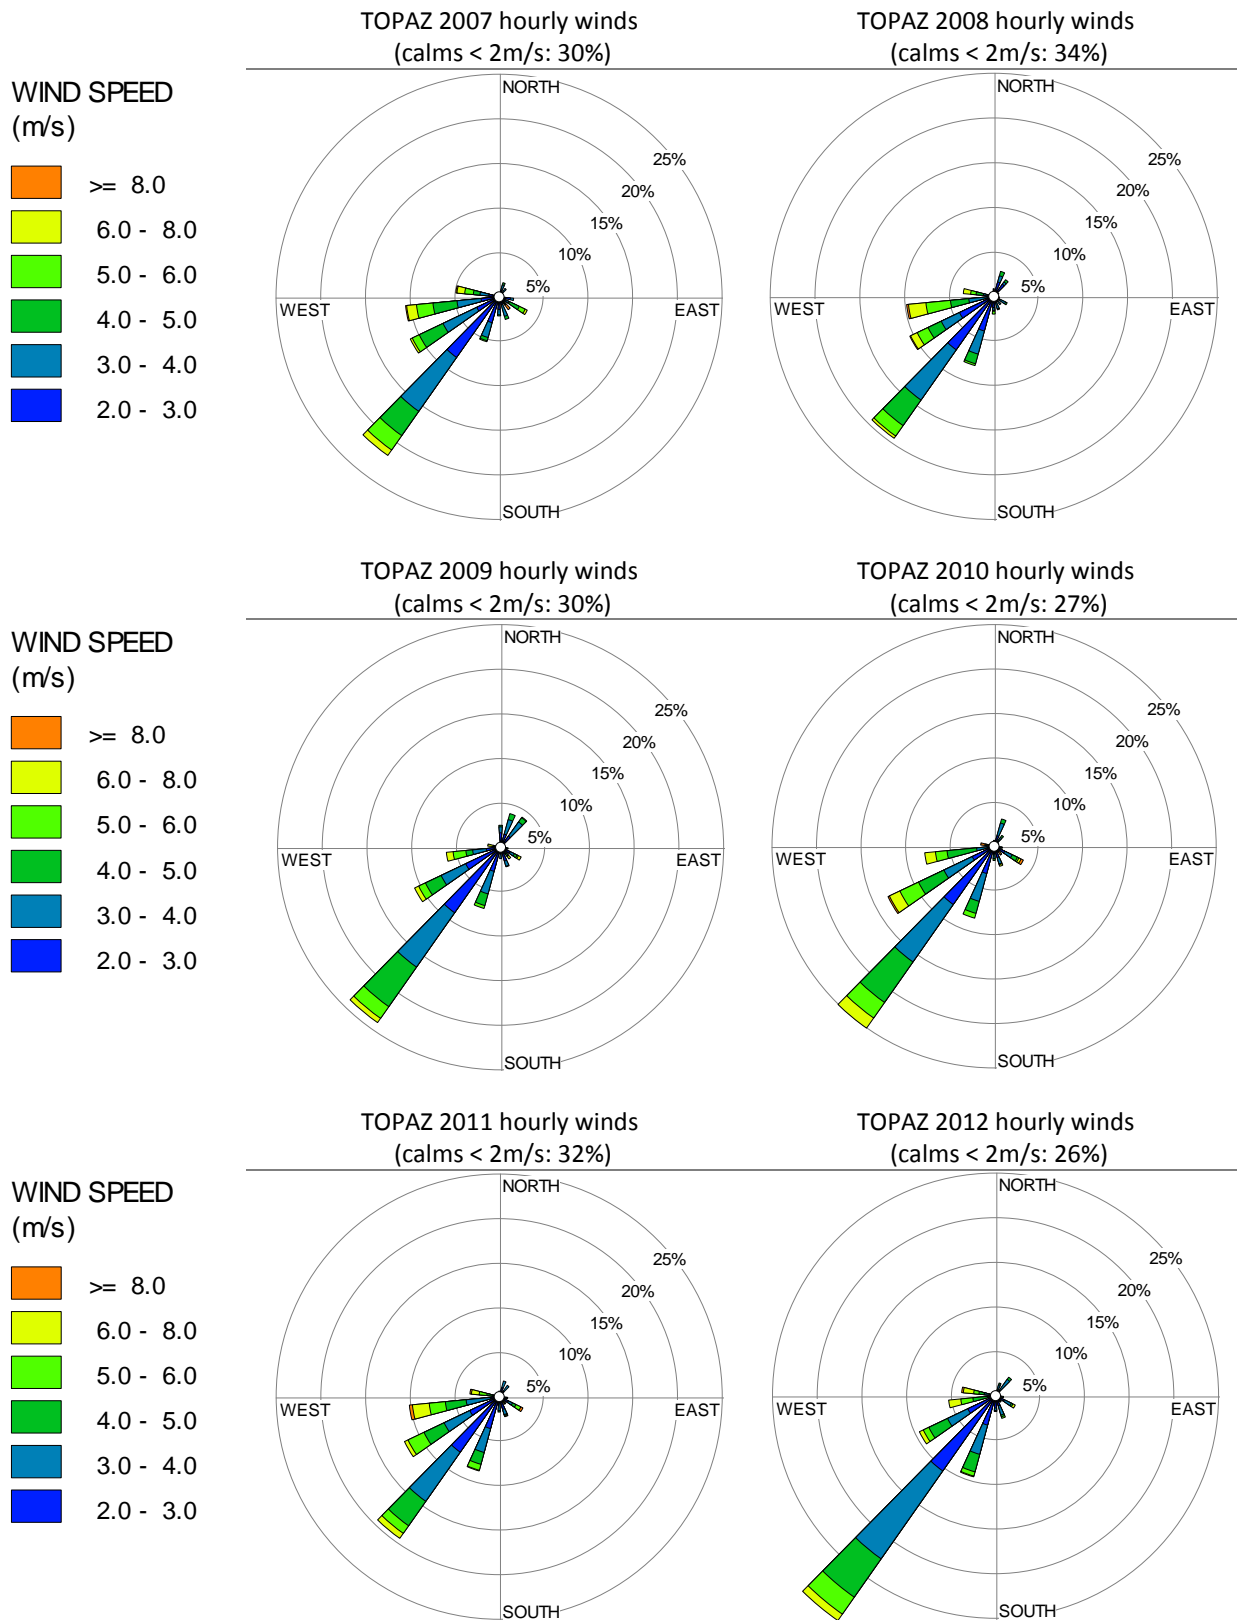 TOPAZ 2007 hourly winds
(calms < 2m/s: 30%)
TOPAZ 2008 hourly winds
(calms < 2m/s: 34%)
WIND SPEED
(m/s)
>= 8.0
6.0 - 8.0
5.0 - 6.0
4.0 - 5.0
3.0 - 4.0
2.0 - 3.0
NORTH
25%
20%
15%
10%
5%
WEST
EAST
SOUTH
NORTH
25%
20%
15%
10%
5%
WEST
EAST
SOUTH
TOPAZ 2009 hourly winds
(calms < 2m/s: 30%)
TOPAZ 2010 hourly winds
(calms < 2m/s: 27%)
WIND SPEED
(m/s)
>= 8.0
6.0 - 8.0
5.0 - 6.0
4.0 - 5.0
3.0 - 4.0
2.0 - 3.0
NORTH
25%
20%
15%
10%
5%
WEST
EAST
SOUTH
NORTH
25%
20%
15%
10%
5%
WEST
EAST
SOUTH
TOPAZ 2011 hourly winds
(calms < 2m/s: 32%)
TOPAZ 2012 hourly winds
(calms < 2m/s: 26%)
WIND SPEED
(m/s)
>= 8.0
6.0 - 8.0
5.0 - 6.0
4.0 - 5.0
3.0 - 4.0
2.0 - 3.0
NORTH
25%
20%
15%
10%
5%
WEST
EAST
SOUTH
NORTH
25%
20%
15%
10%
5%
WEST
EAST
SOUTH